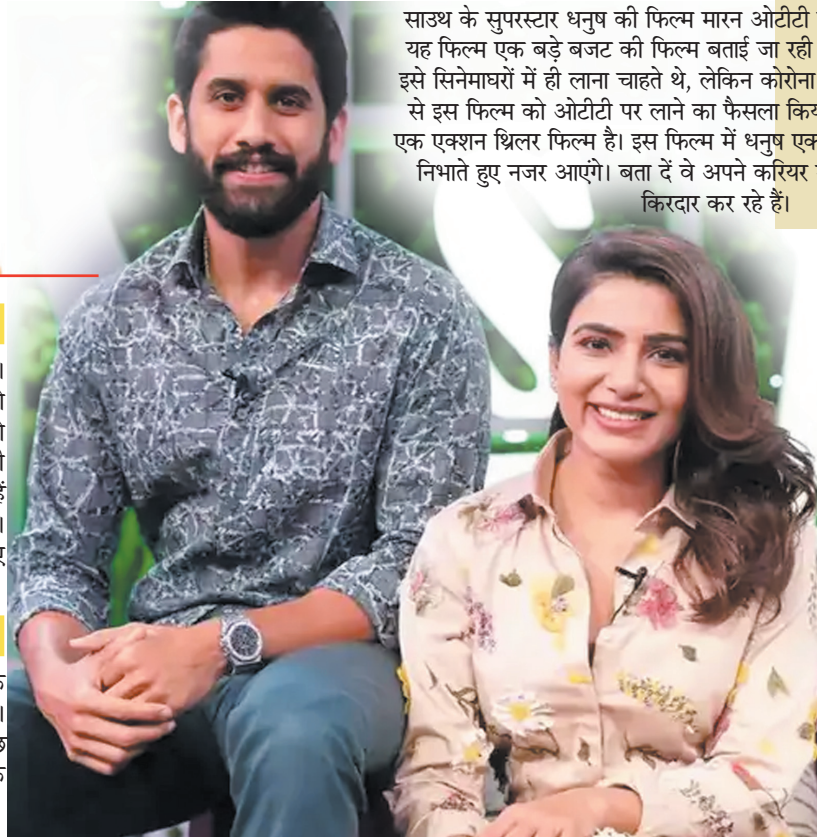 साउथ के सुपरस्टार धनुष की फिल्म मारन ओटीटी
यह फिल्म एक बड़े बजट की फिल्म बताई जा रही
इसे सिनेमाघरों में ही लाना चाहते थे, लेकिन कोरोना
से इस फिल्म को ओटीटी पर लाने का फैसला किय
एक एक्शन थ्रिलर फिल्म है। इस फिल्म में धनुष एक
निभाते हुए नजर आएंगे। बता दें वे अपने करियर
किरदार कर रहे हैं।